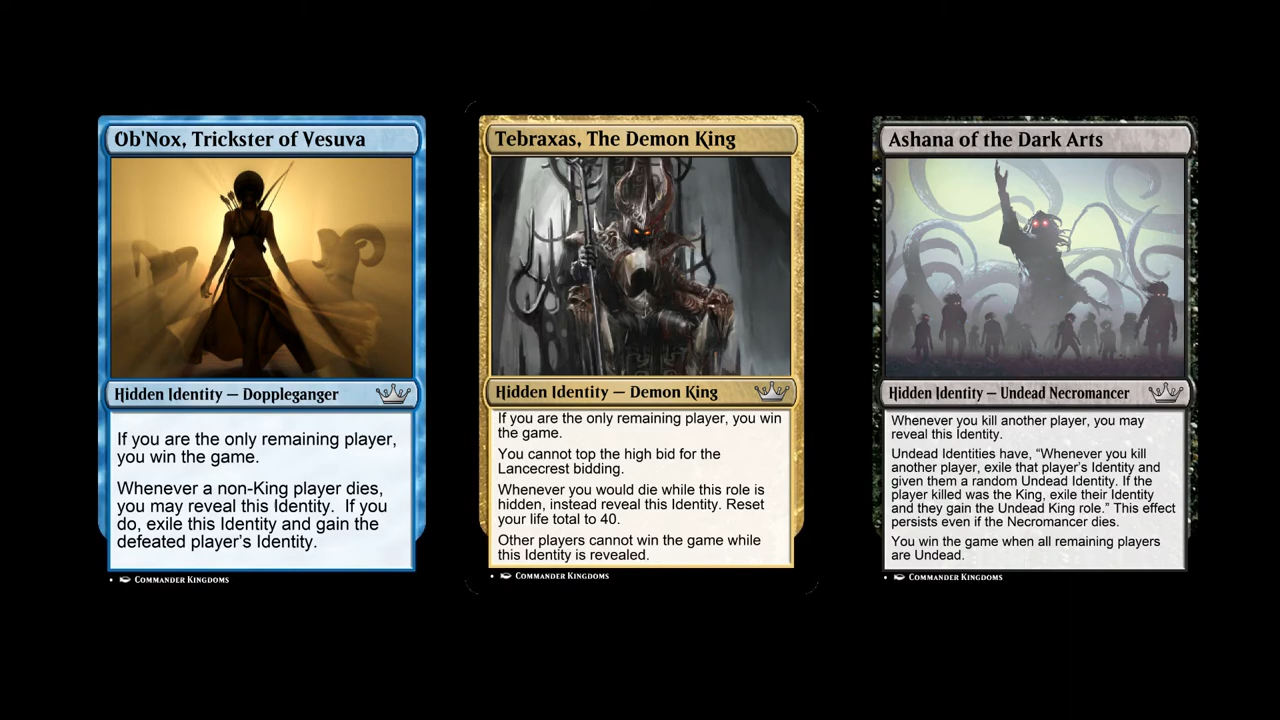 Ob'Nox, Trickster of Vesuva
Hidden Identity — Doppleganger
If you are the only remaining player,
you win the game.
Whenever a non-King player dies,
you may reveal this Identity. If you
do, exile this Identity and gain the
defeated player's Identity.
Commander Kingdoms
Tebraxas, The Demon King
Hidden Identity — Demon King
If you are the only remaining player, you win
the game.
You cannot top the high bid for the
Lancecrest bidding.
Whenever you would die while this role is
hidden, instead reveal this Identity. Reset
your life total to 40.
Other players cannot win the game while
this Identity is revealed.
Commander Kingdoms
Ashana of the Dark Arts
Hidden Identity — Undead Necromancer
Whenever you kill another player, you may
reveal this Identity.
Undead Identities have, “Whenever you kill
another player, exile that player's Identity and
given them a random Undead Identity. If the
player killed was the King, exile their Identity
and they gain the Undead King role.” This effect
persists even if the Necromancer dies.
You win the game when all remaining players
are Undead.
Commander Kingdoms